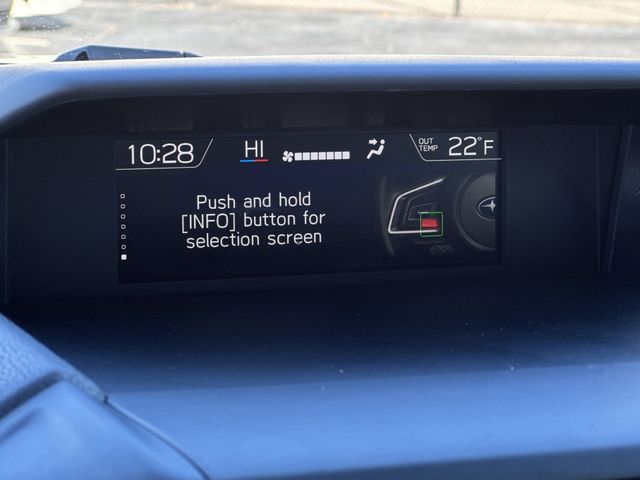 10:28
HI
OUT
TEMP
22°F
Push and hold
[INFO] button for
selection screen